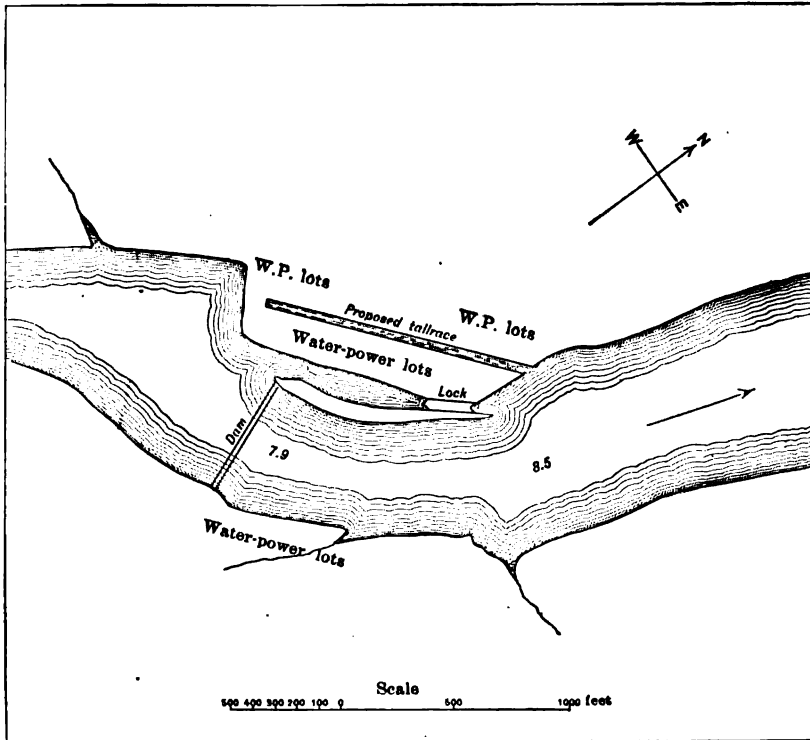 W
N
E
W.P. lots
Proposed tailrace
W.P. lots
Water-power lots
Lock
Dam
7.9
8.5
Water-power lots
Scale
500 400 300 200 100 0 500 1000 feet